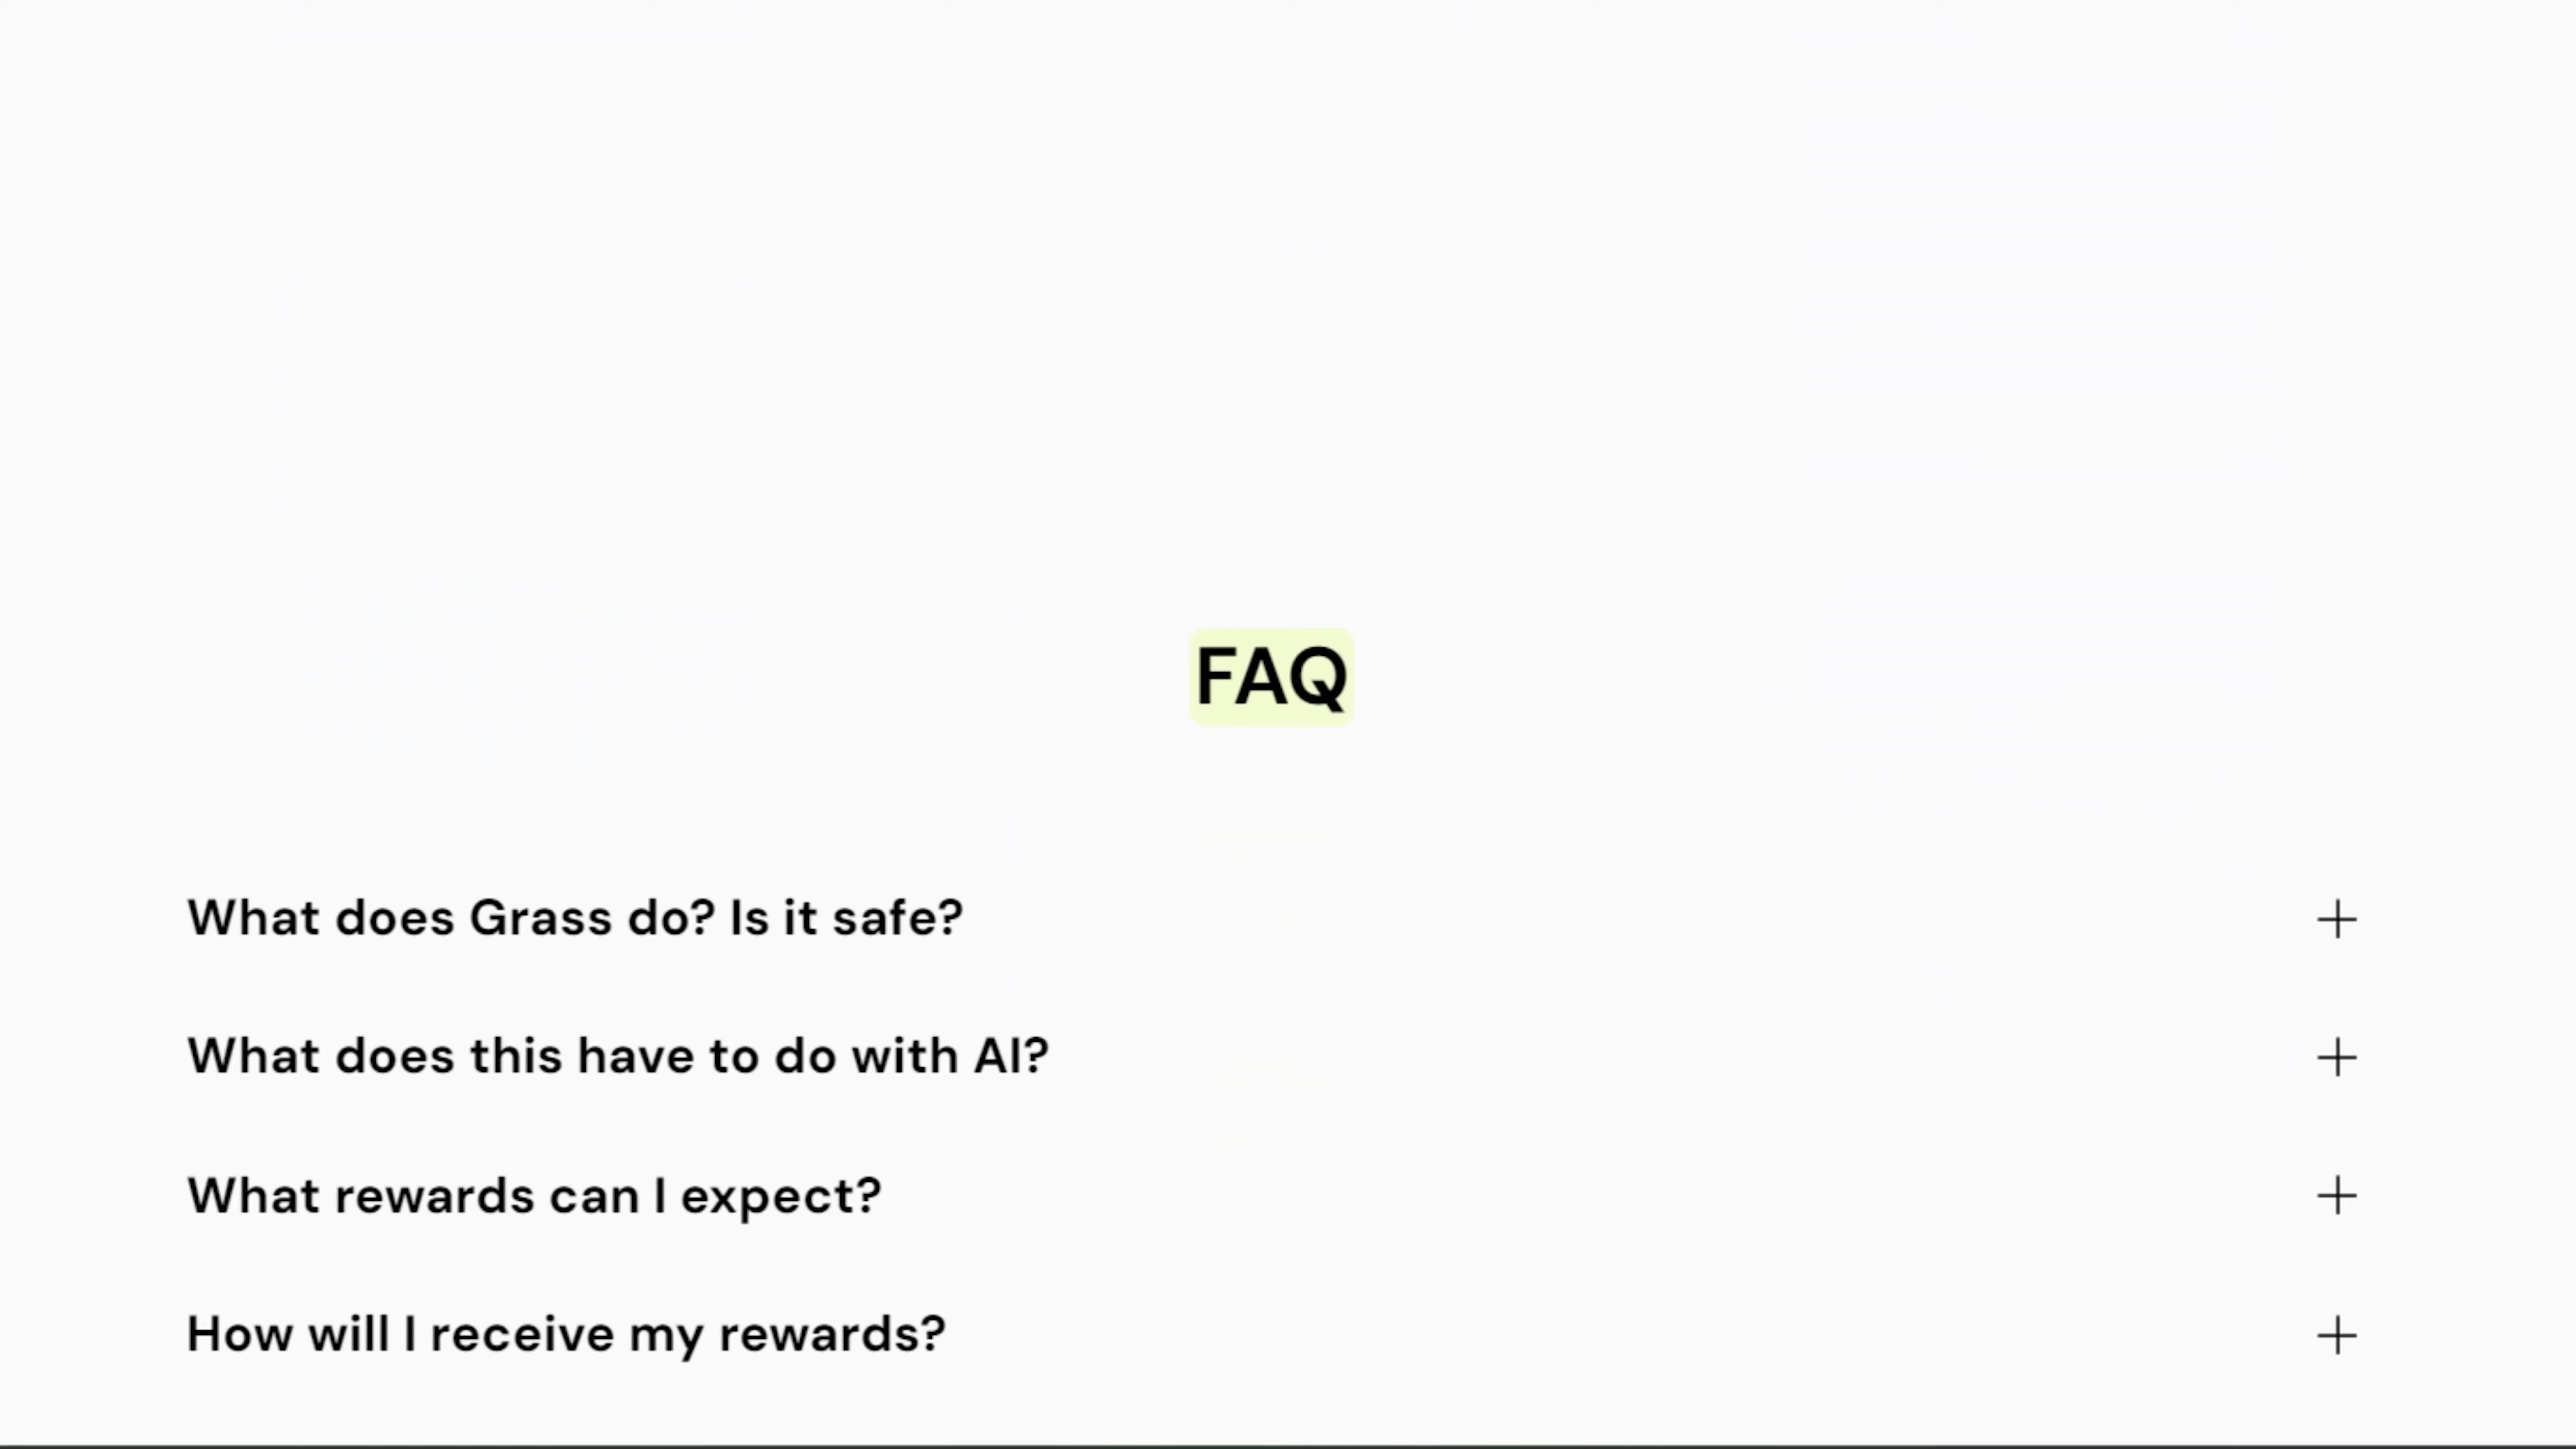 FAQ
What does Grass do? Is it safe?
What does this have to do with AI?
What rewards can I expect?
How will I receive my rewards?